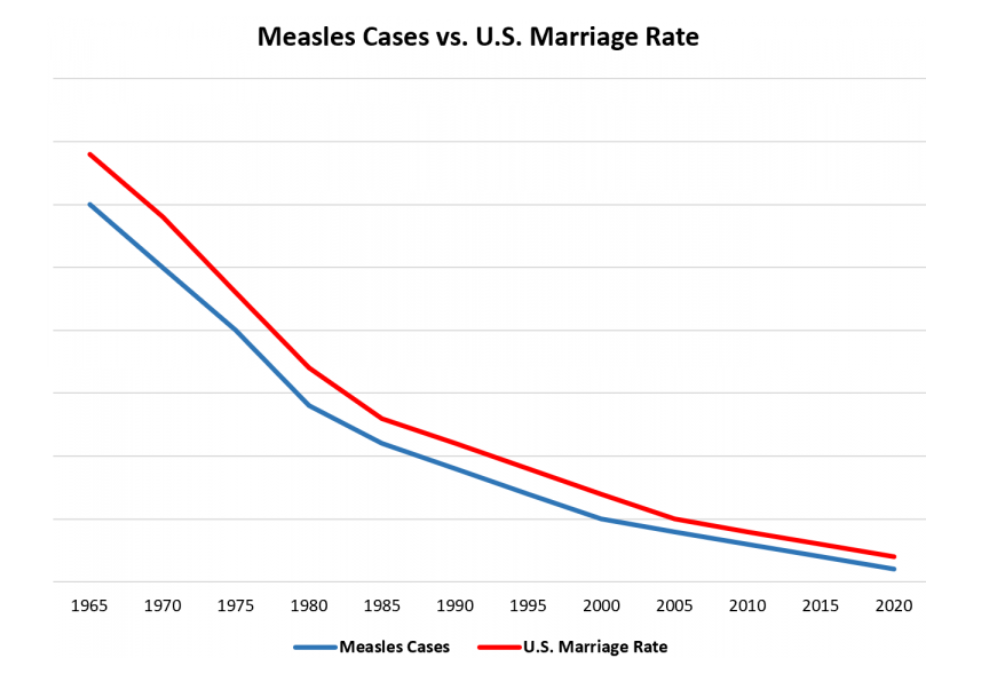 Measles Cases vs. U.S. Marriage Rate
1965 1970 1975 1980 1985 1990 1995 2000 2005 2010 2015 2020
Measles Cases U.S. Marriage Rate